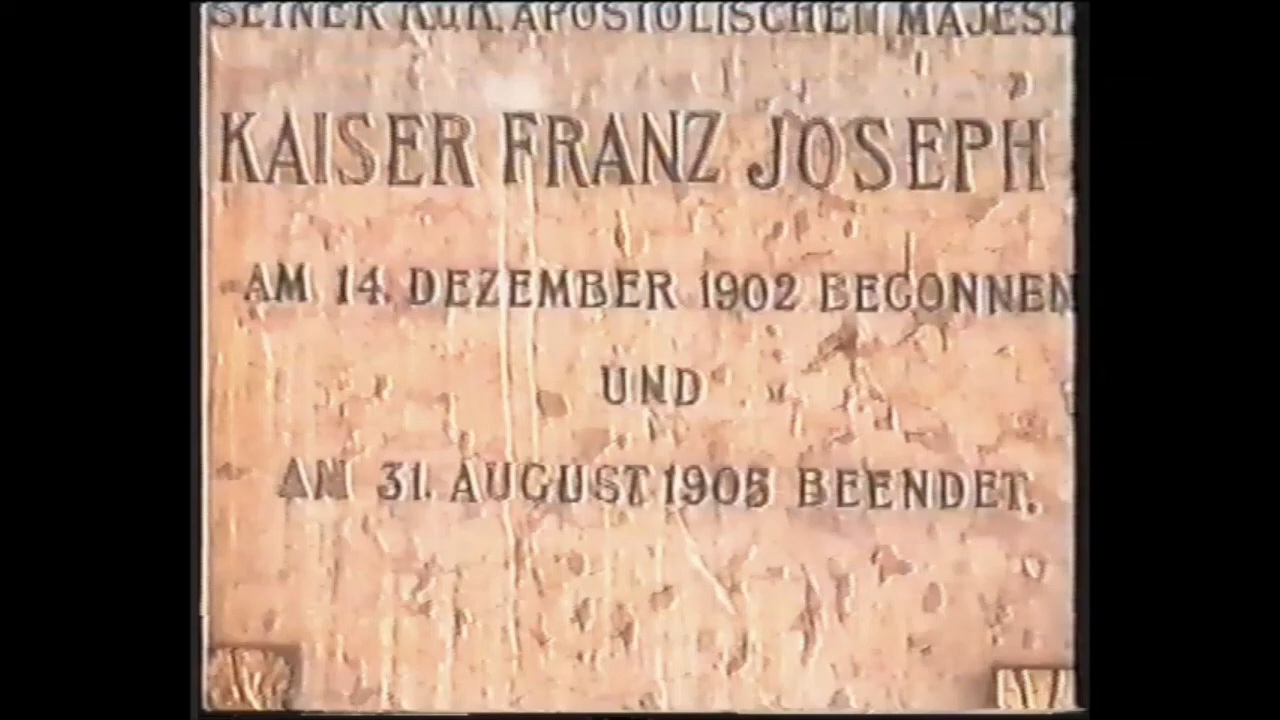 SEINER K.U.K. APOSTOLISCHEN MAJEST
KAISER FRANZ JOSEPH
AM 14. DEZEMBER 1902 BEGONNEN
UND
AM 31. AUGUST 1905 BEENDET.